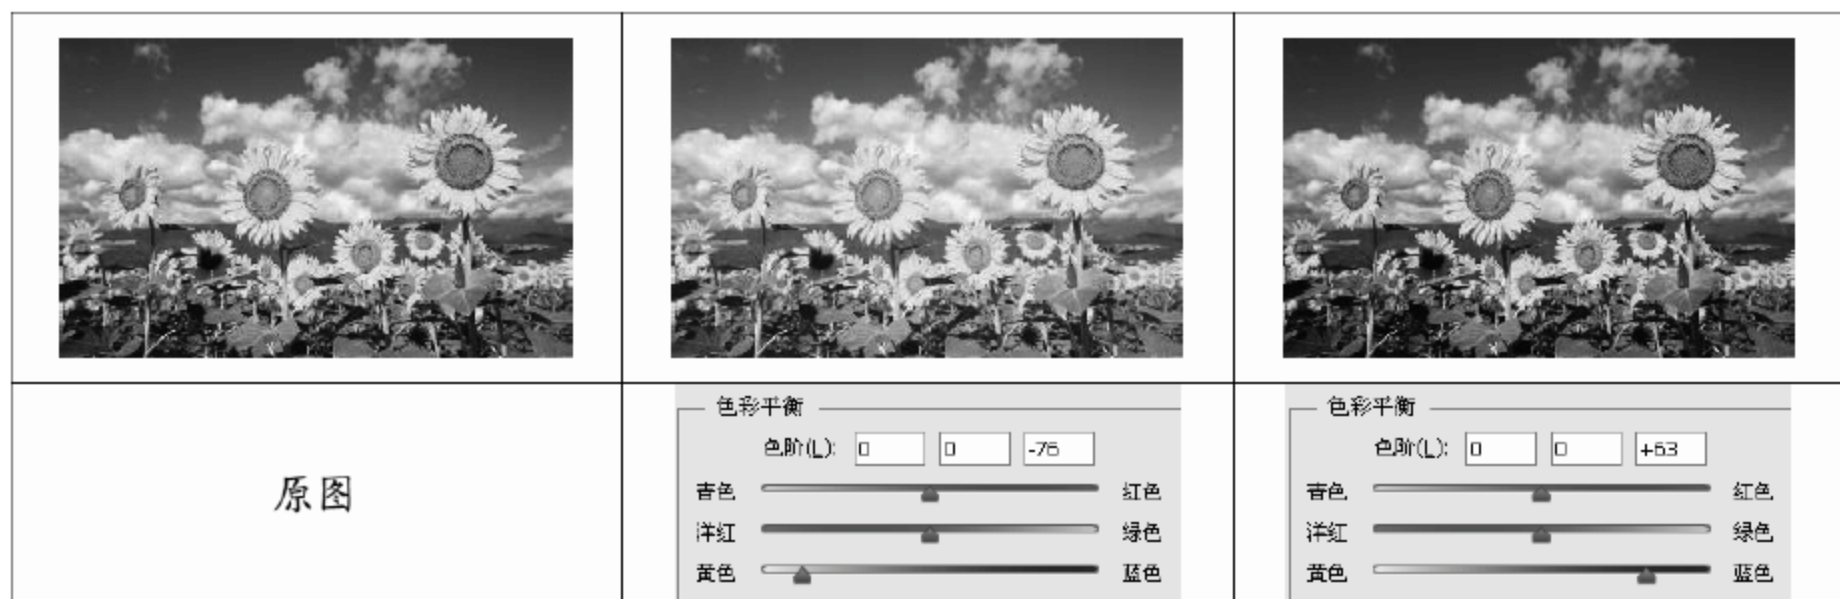 原图
色彩平衡
色阶(L): 0 0 -76
青色 红色
洋红 绿色
黄色 蓝色
色彩平衡
色阶(L): 0 0 +63
青色 红色
洋红 绿色
黄色 蓝色